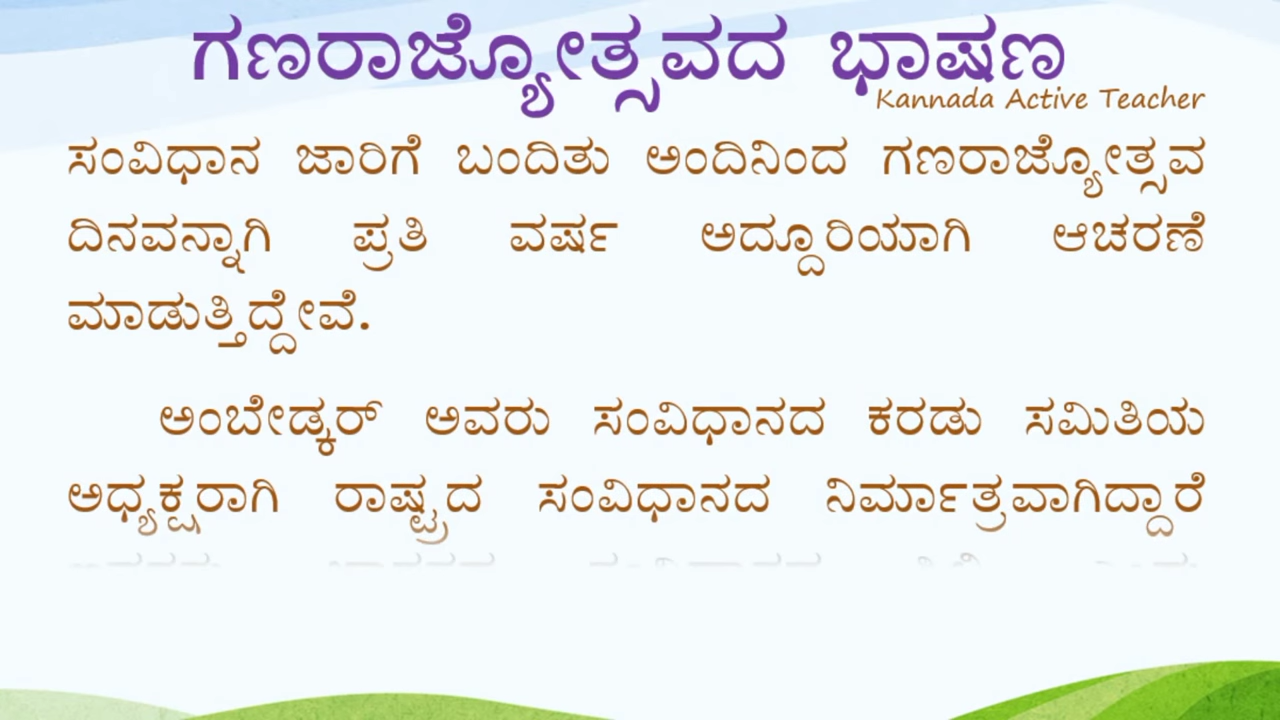 ಗಣರಾಜ್ಯೋತ್ಸವದ ಭಾಷಣ
Kannada Active Teacher
ಸಂವಿಧಾನ ಜಾರಿಗೆ ಬಂದಿತು ಅಂದಿನಿಂದ ಗಣರಾಜ್ಯೋತ್ಸವ
ದಿನವನ್ನಾಗಿ ಪ್ರತಿ ವರ್ಷ ಅದ್ದೂರಿಯಾಗಿ ಆಚರಣೆ
ಮಾಡುತ್ತಿದ್ದೇವೆ.
ಅಂಬೇಡ್ಕರ್ ಅವರು ಸಂವಿಧಾನದ ಕರಡು ಸಮಿತಿಯ
ಅಧ್ಯಕ್ಷರಾಗಿ ರಾಷ್ಟ್ರದ ಸಂವಿಧಾನದ ನಿರ್ಮಾತ್ರವಾಗಿದ್ದಾರೆ